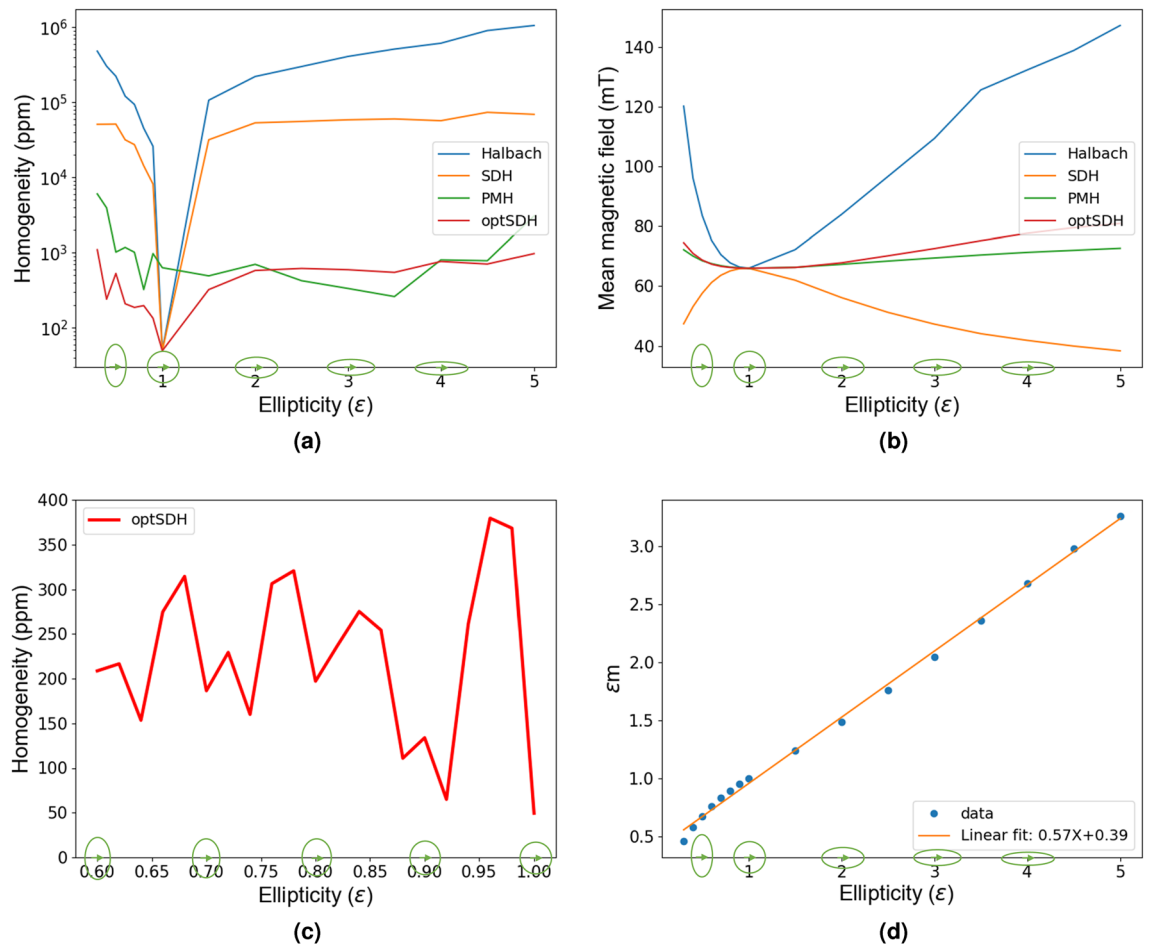 10^6
10^5
10^4
10^3
10^2
Homogeneity (ppm)
Halbach
SDH
PMH
optSDH
1
2
3
4
5
Ellipticity (ε)
(a)
140
120
100
80
60
40
Mean magnetic field (mT)
Halbach
SDH
PMH
optSDH
1
2
3
4
5
Ellipticity (ε)
(b)
400
350
300
250
200
150
100
50
0
Homogeneity (ppm)
optSDH
0.60
0.65
0.70
0.75
0.80
0.85
0.90
0.95
1.00
Ellipticity (ε)
(c)
3.0
2.5
2.0
1.5
1.0
0.5
εm
data
Linear fit: 0.57X+0.39
1
2
3
4
5
Ellipticity (ε)
(d)